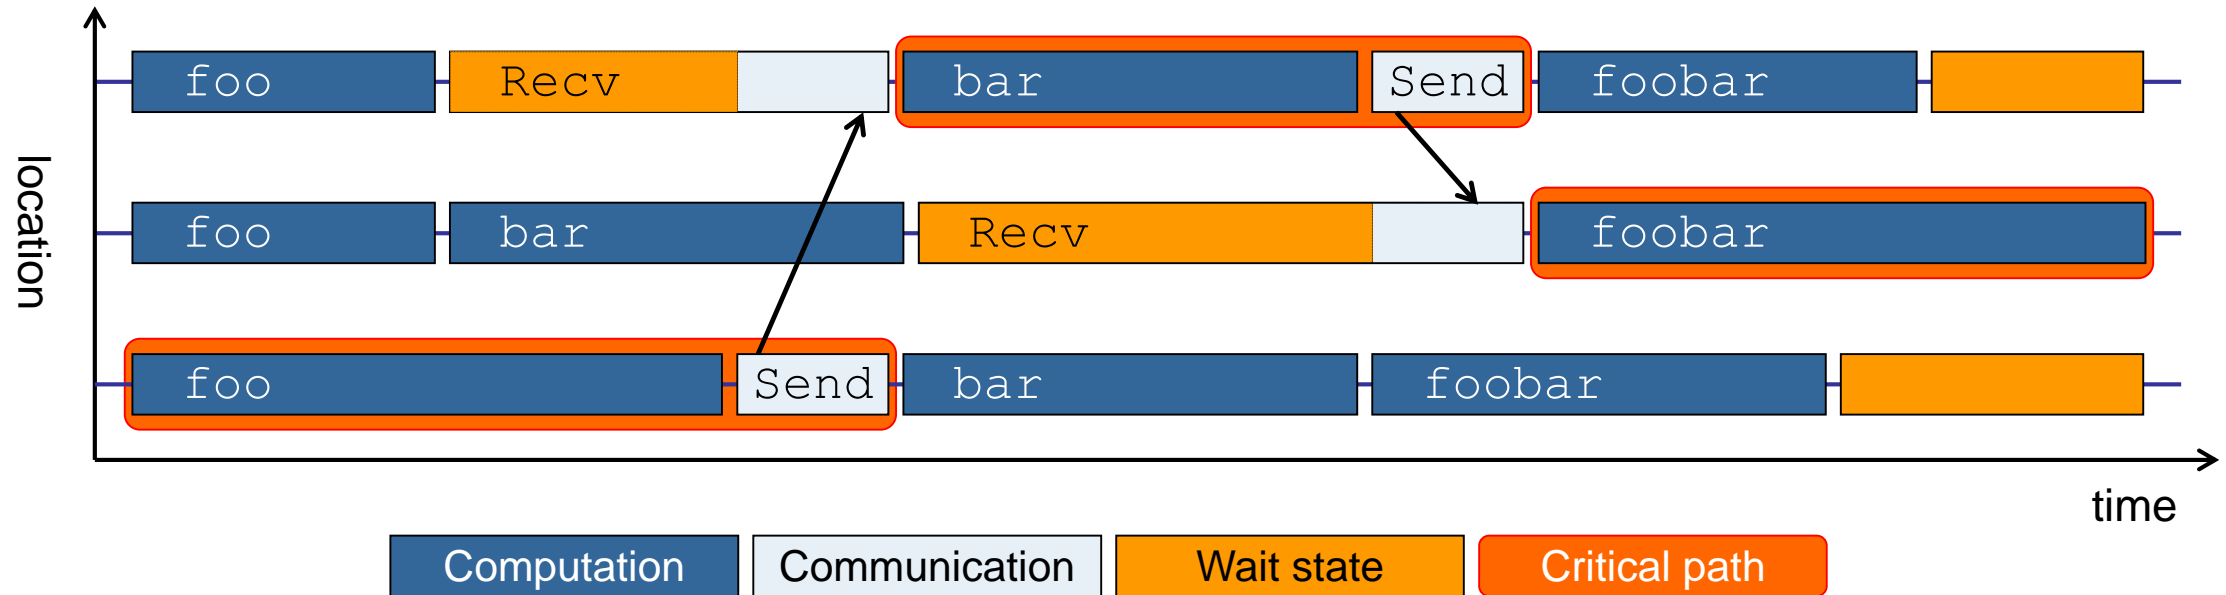 foo Recv bar Send foobar
location
foo bar Recv foobar
foo Send bar foobar
time
Computation Communication Wait state Critical path